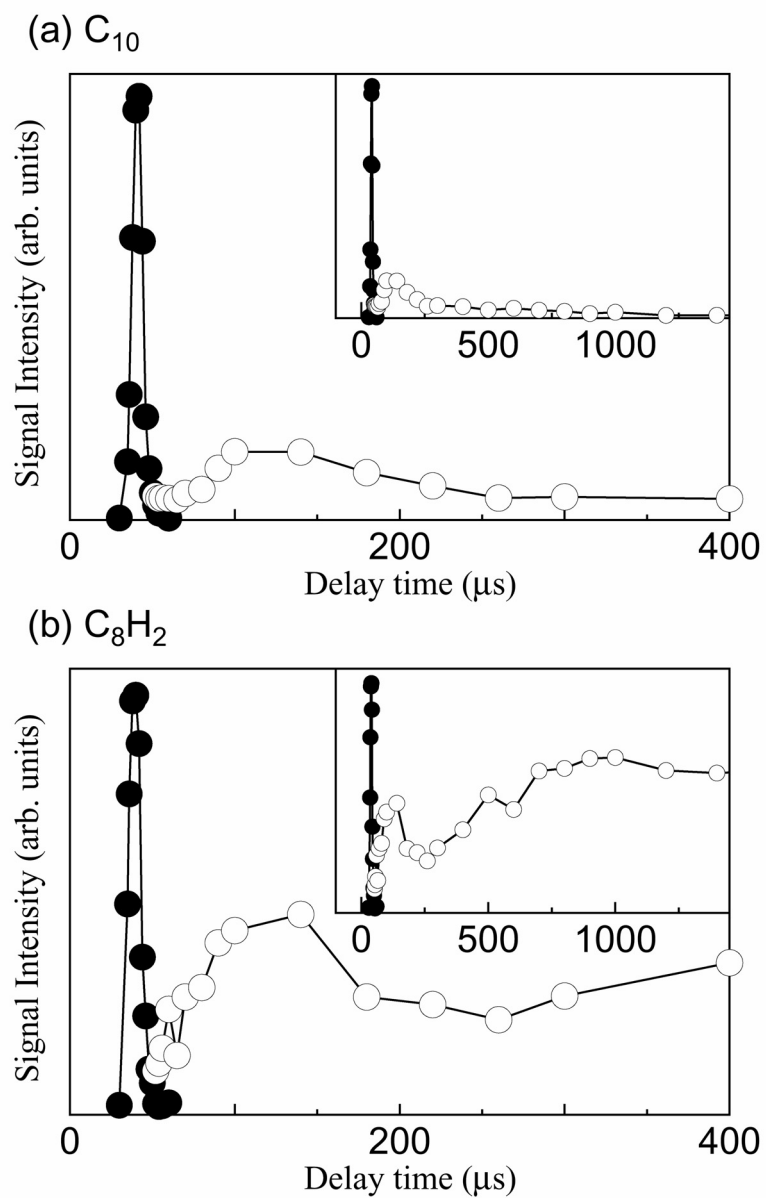 (a) C10
Signal Intensity (arb. units)
0 500 1000
0 200 400
Delay time (μs)
(b) C8H2
Signal Intensity (arb. units)
0 500 1000
0 200 400
Delay time (μs)